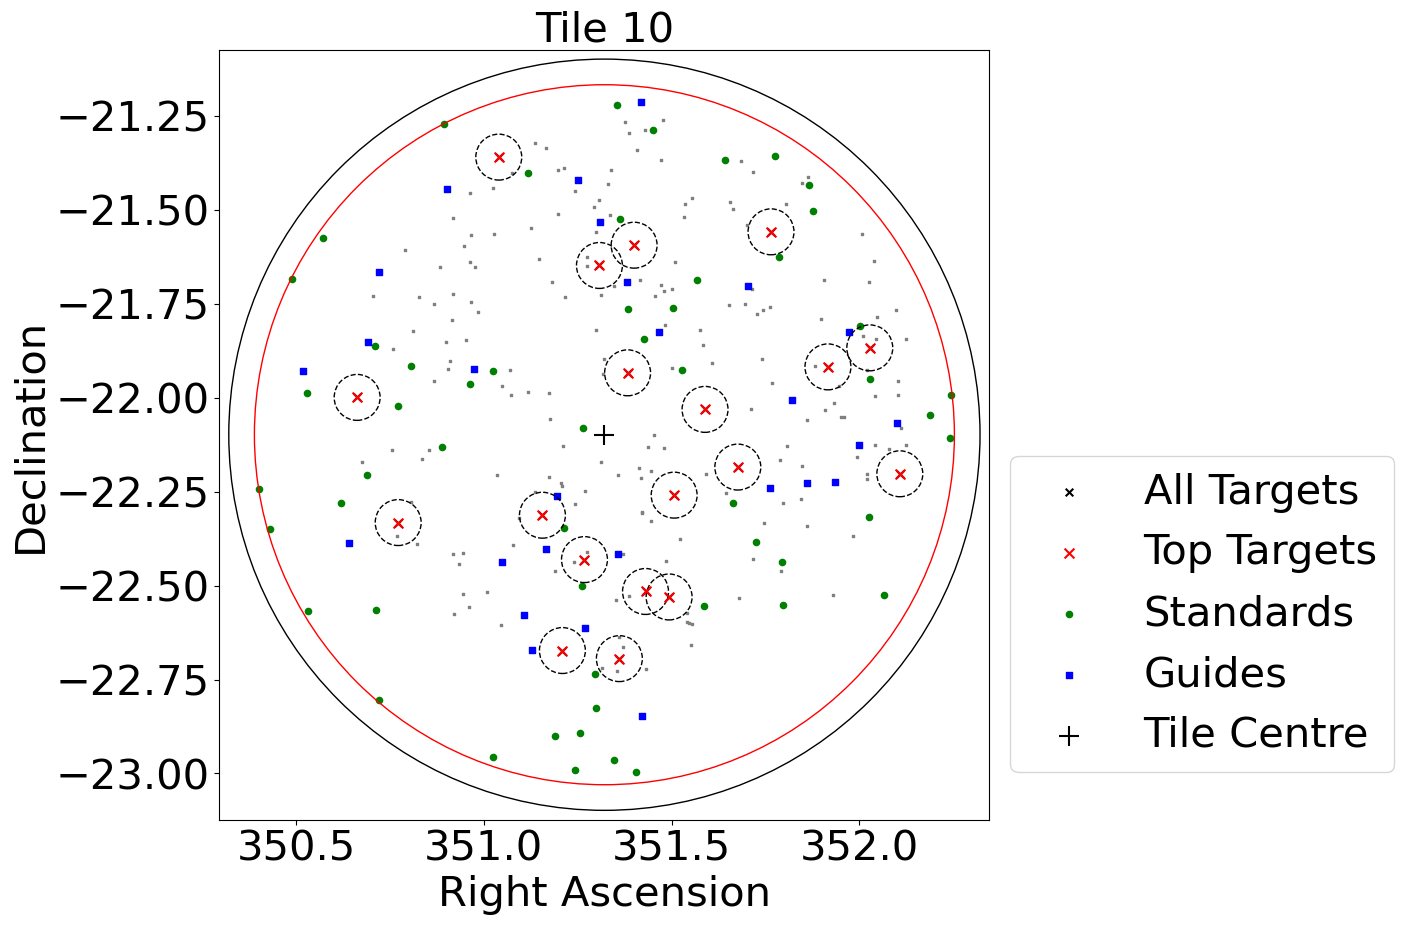 Tile 10
−21.25
−21.50
−21.75
−22.00
−22.25
−22.50
−22.75
−23.00
Declination
350.5 351.0 351.5 352.0
Right Ascension
All Targets
Top Targets
Standards
Guides
Tile Centre